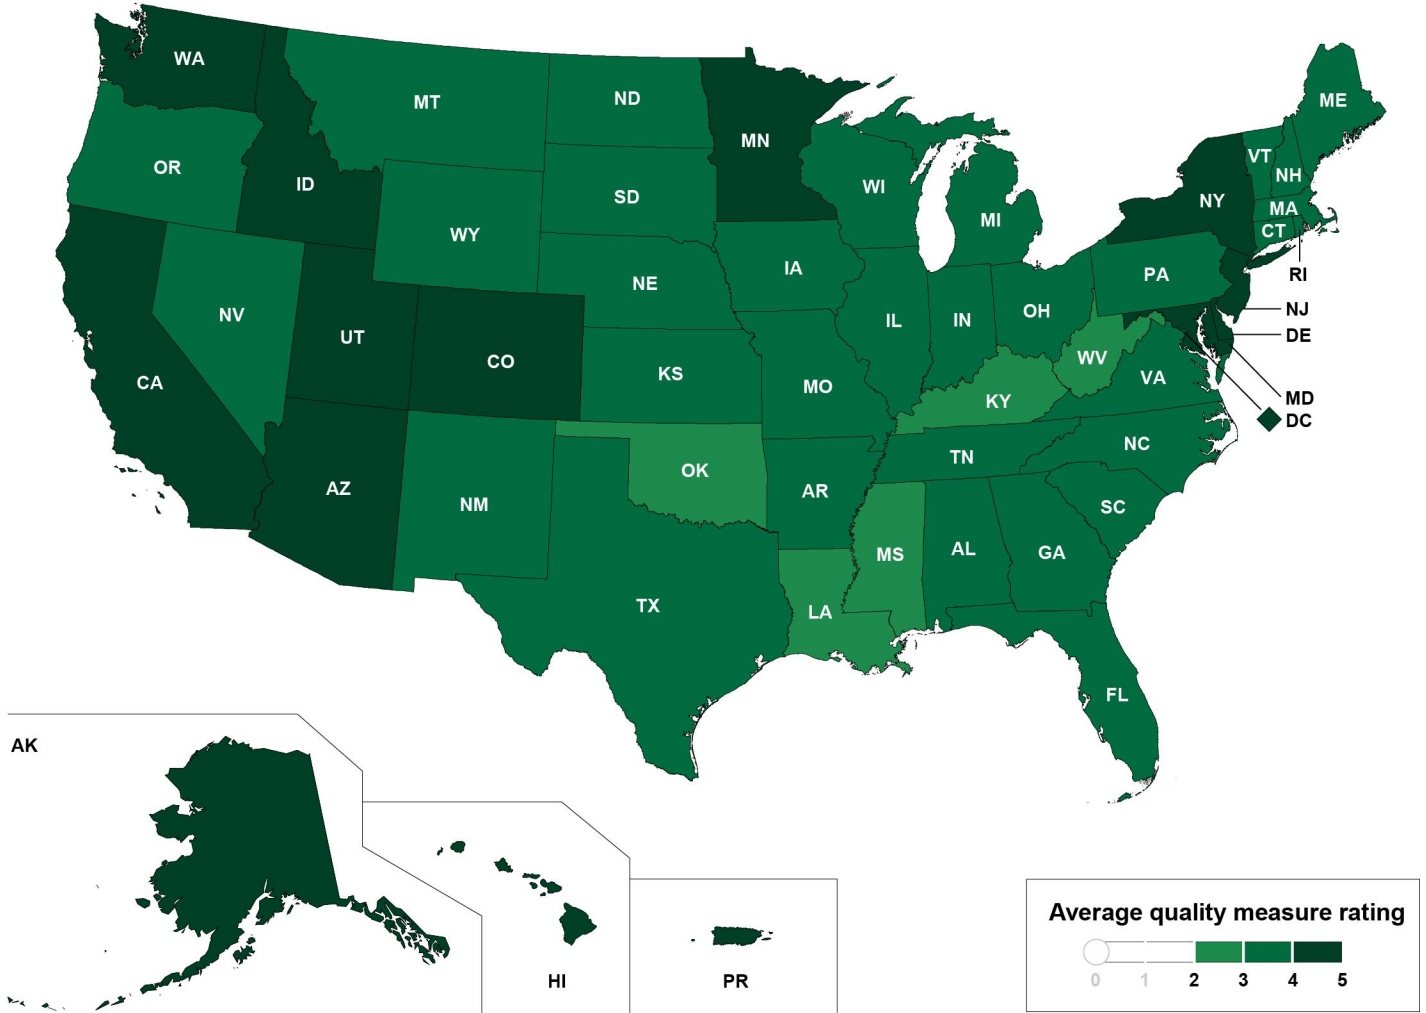 WA
MT
ND
MN
ME
OR
ID
SD
WI
VT
NH
NY
MA
WY
MI
CT
IA
PA
RI
NE
NV
IL
IN
OH
NJ
UT
DE
CO
WV
KS
VA
CA
MO
MD
KY
DC
NC
TN
OK
AZ
AR
NM
SC
MS
AL
GA
TX
LA
FL
AK
HI
PR
Average quality measure rating
0 1 2 3 4 5